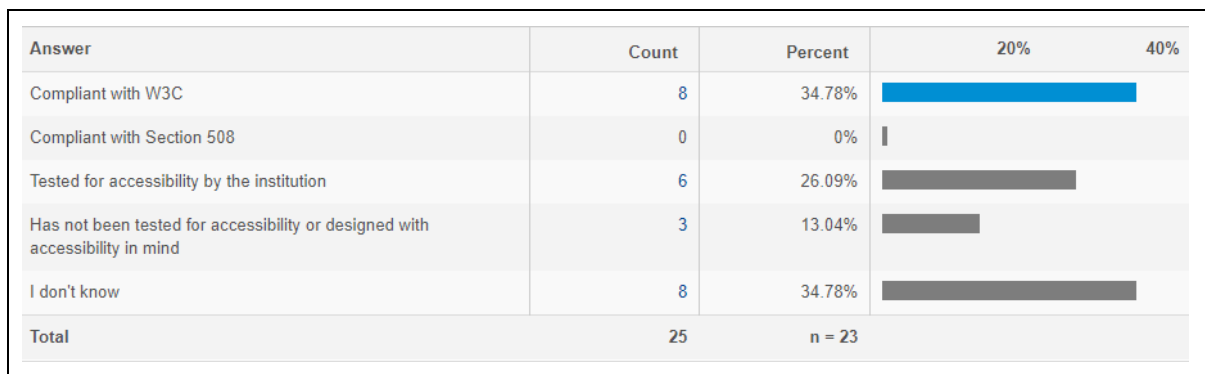 Answer Count Percent 20% 40%
Compliant with W3C 8 34.78%
Compliant with Section 508 0 0%
Tested for accessibility by the institution 6 26.09%
Has not been tested for accessibility or designed with 3 13.04%
accessibility in mind
I don't know 8 34.78%
Total 25 n = 23